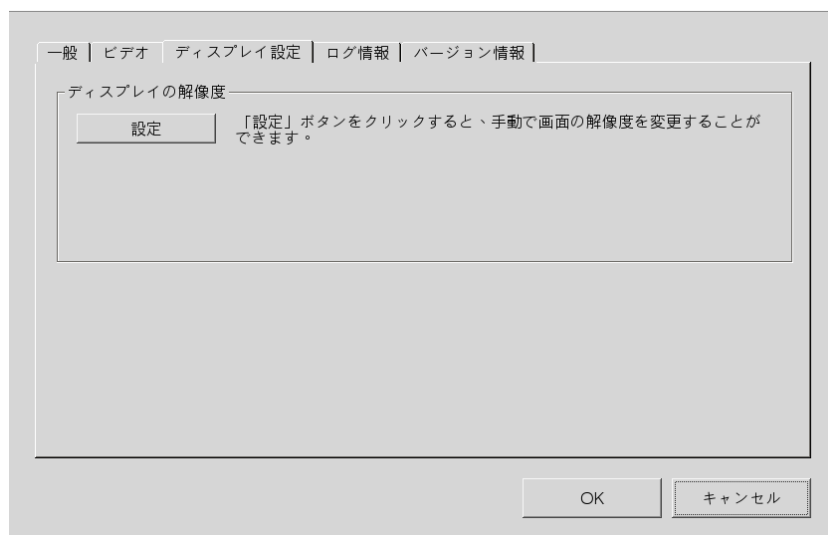 一般 ビデオ ディスプレイ設定 ログ情報 バージョン情報
ディスプレイの解像度
設定
「設定」ボタンをクリックすると、手動で画面の解像度を変更することが
できます。
OK キャンセル